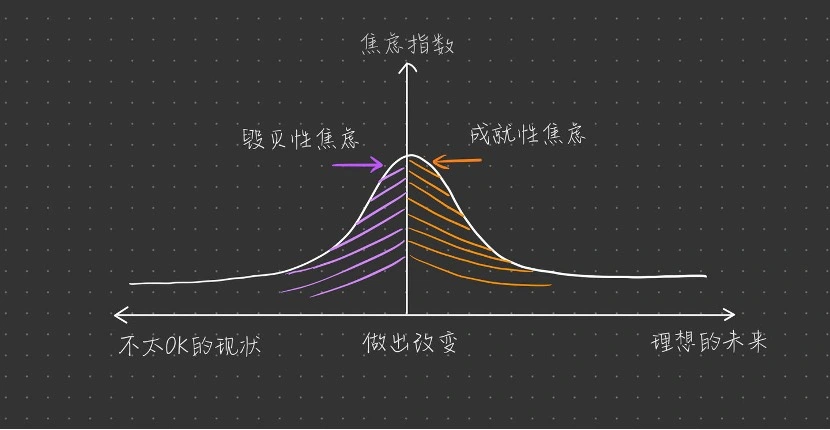 焦虑指数
毁灭性焦虑
成就性焦虑
不太OK的现状
做出改变
理想的未来